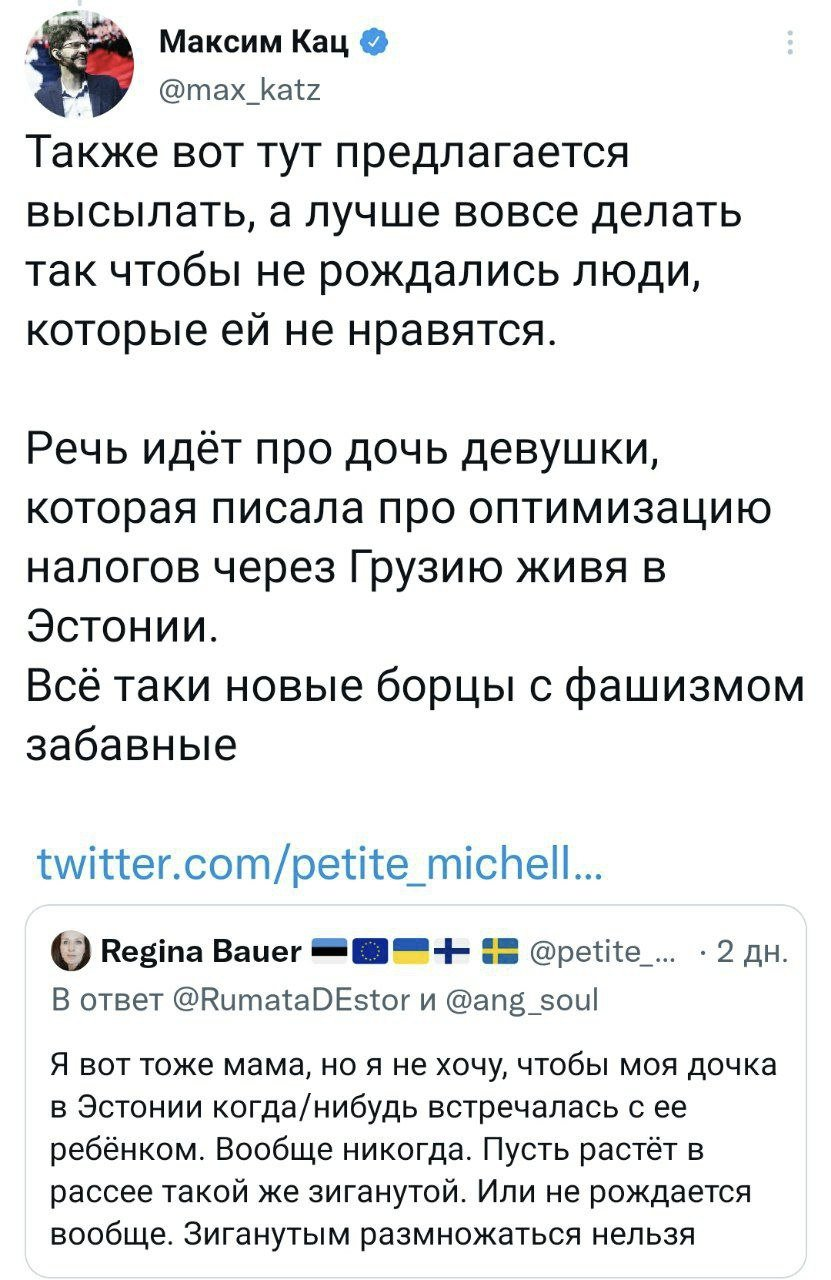 Максим Кац
@max_katz
Также вот тут предлагается
высылать, а лучше вовсе делать
так чтобы не рождались люди,
которые ей не нравятся.
Речь идёт про дочь девушки,
которая писала про оптимизацию
налогов через Грузию живя в
Эстонии.
Всё таки новые борцы с фашизмом
забавные
twitter.com/petite_michell...
Regina Bauer @petite_... · 2 дн.
В ответ @RumataDEstor и @ang_soul
Я вот тоже мама, но я не хочу, чтобы моя дочка
в Эстонии когда/нибудь встречалась с ее
ребёнком. Вообще никогда. Пусть растёт в
рассее такой же зиганутой. Или не рождается
вообще. Зиганутым размножаться нельзя